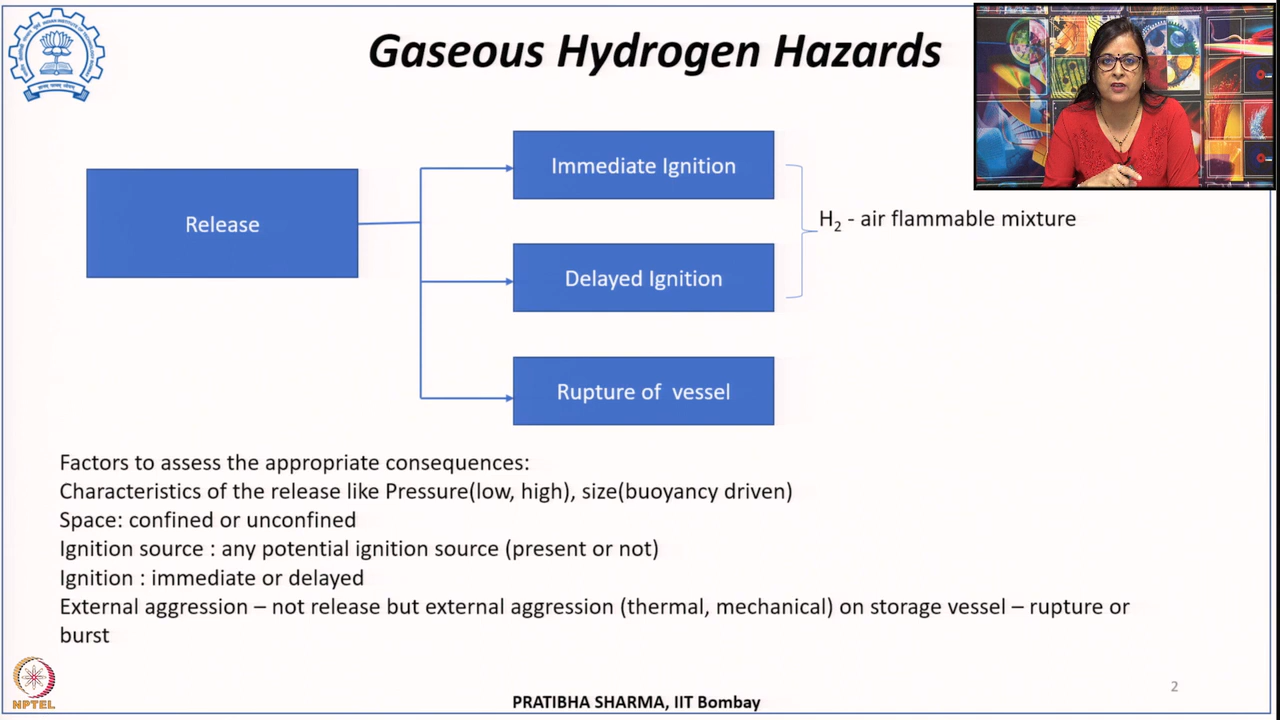 Gaseous Hydrogen Hazards
Release
Immediate Ignition
Delayed Ignition
Rupture of vessel
H₂ - air flammable mixture
Factors to assess the appropriate consequences:
Characteristics of the release like Pressure(low, high), size(buoyancy driven)
Space: confined or unconfined
Ignition source : any potential ignition source (present or not)
Ignition : immediate or delayed
External aggression – not release but external aggression (thermal, mechanical) on storage vessel – rupture or
burst
NPTEL
PRATIBHA SHARMA, IIT Bombay
2